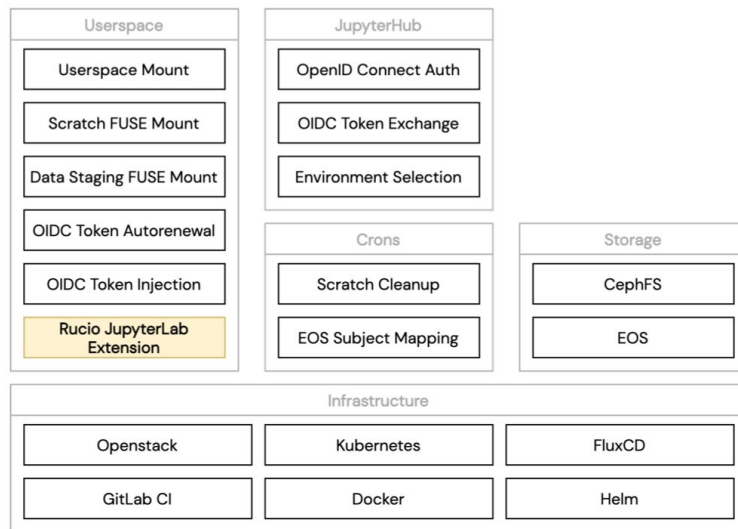 Userspace
Userspace Mount
Scratch FUSE Mount
Data Staging FUSE Mount
OIDC Token Autorenewal
OIDC Token Injection
Rucio JupyterLab
Extension
JupyterHub
OpenID Connect Auth
OIDC Token Exchange
Environment Selection
Crons
Scratch Cleanup
EOS Subject Mapping
Storage
CephFS
EOS
Infrastructure
Openstack
Kubernetes
FluxCD
GitLab CI
Docker
Helm